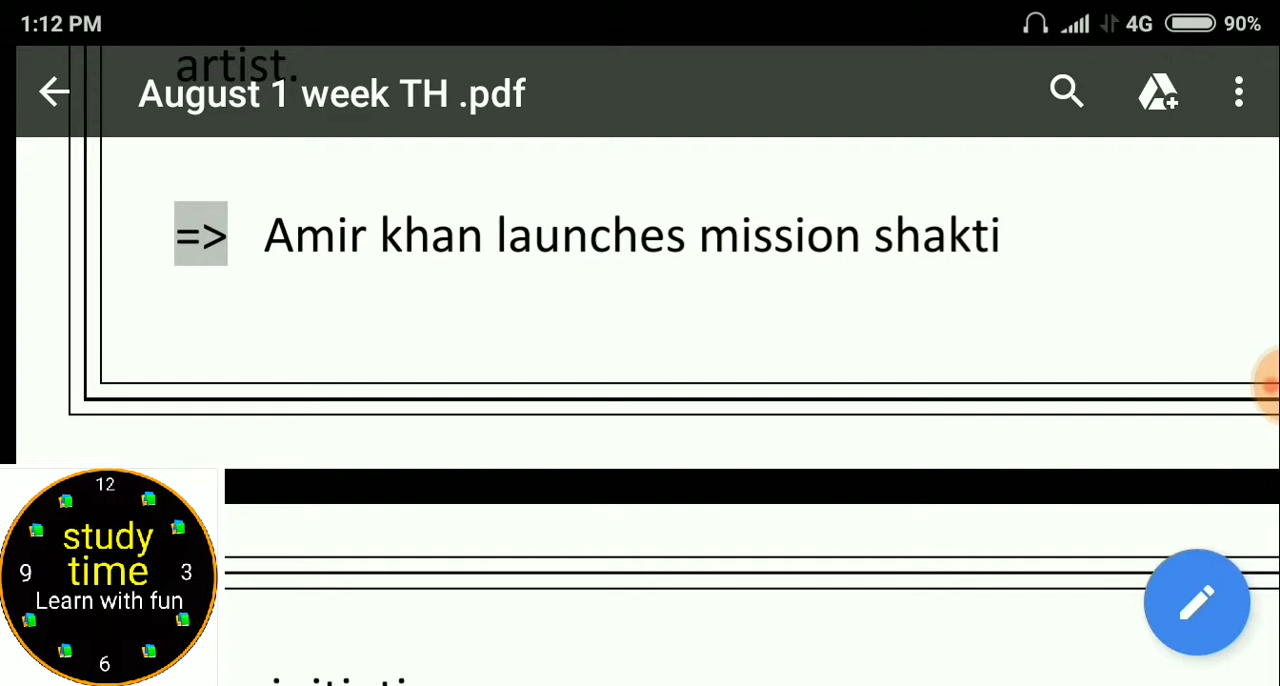 1:12 PM 4G 90%
artist.
August 1 week TH .pdf
=> Amir khan launches mission shakti
12
study
9 time 3
Learn with fun
6